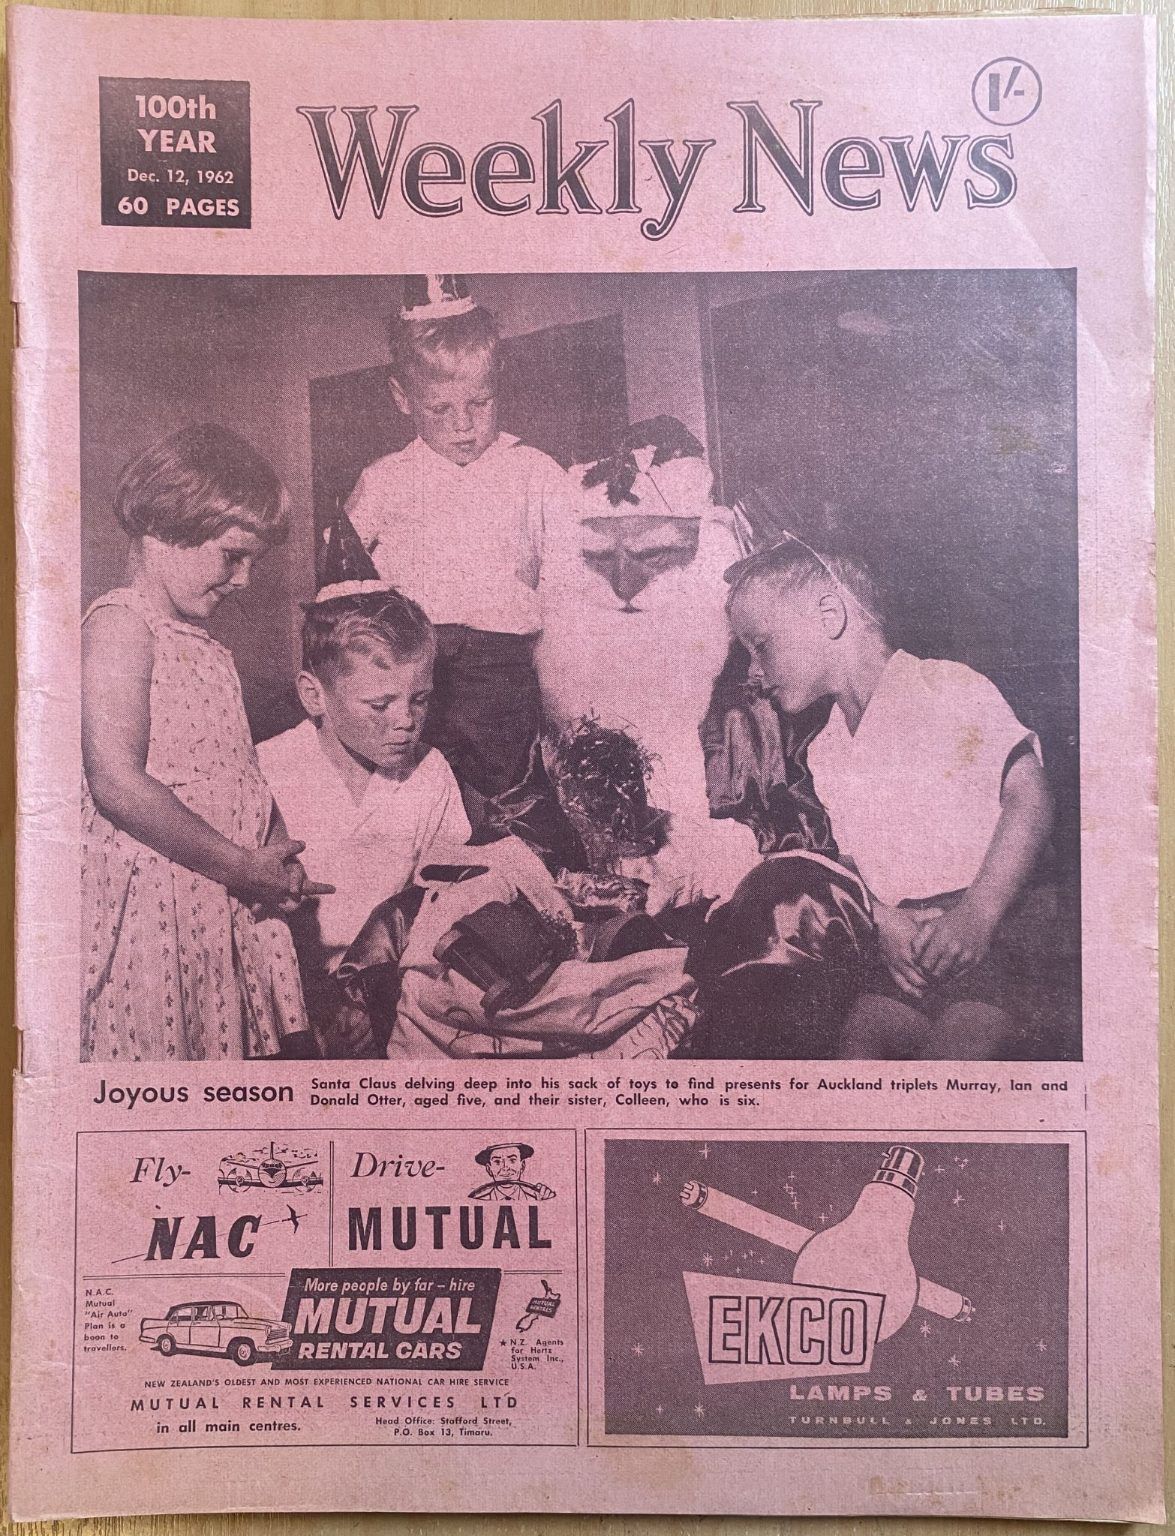 100th
YEAR
Dec. 12, 1962
60 PAGES
Weekly News
1/-
Joyous season
Santa Claus delving deep into his sack of toys to find presents for Auckland triplets Murray, Ian and
Donald Otter, aged five, and their sister, Colleen, who is six.
Fly-
NAC
Drive-
MUTUAL
N.A.C.
Mutual
"Air Auto"
Plan is a
boon to
travellers.
More people by far – hire
MUTUAL
RENTAL CARS
MUTUAL
RENTALS
★ N.Z. Agents
for Hertz
System Inc.,
U.S.A.
NEW ZEALAND'S OLDEST AND MOST EXPERIENCED NATIONAL CAR HIRE SERVICE
MUTUAL RENTAL SERVICES LTD
in all main centres.
Head Office: Stafford Street,
P.O. Box 13, Timaru.
EKCO
LAMPS & TUBES
TURNBULL & JONES LTD.